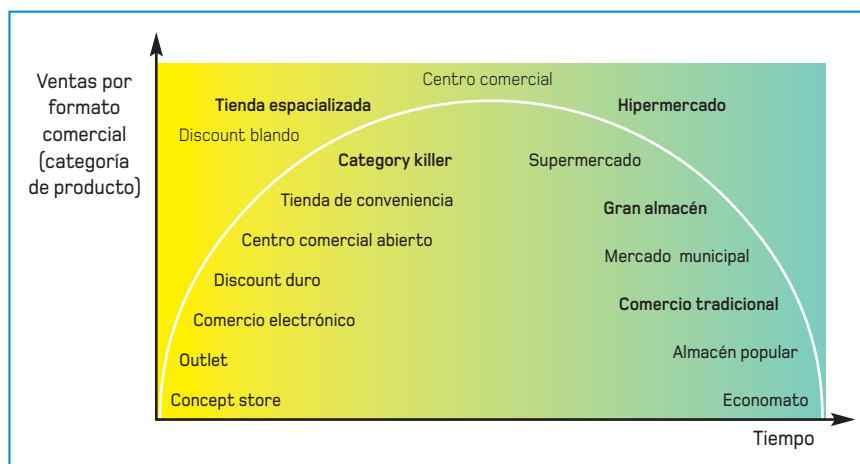 Ventas por
formato
comercial
(categoría
de producto)
Centro comercial
Tienda espacializada
Hipermercado
Discount blando
Category killer
Supermercado
Tienda de conveniencia
Gran almacén
Centro comercial abierto
Mercado municipal
Discount duro
Comercio tradicional
Comercio electrónico
Almacén popular
Outlet
Concept store
Economato
Tiempo